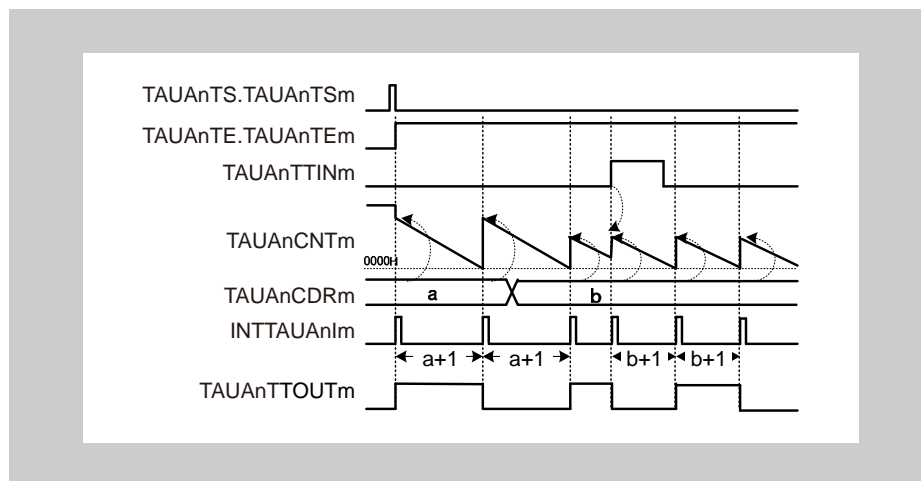 TAUAnTS.TAUAnTSm
TAUAnTE.TAUAnTEm
TAUAnTTINm
TAUAnCNTm
0000H
TAUAnCDRm
a
b
INTTAUAnIm
a+1
a+1
b+1
b+1
TAUAnTTOUTm